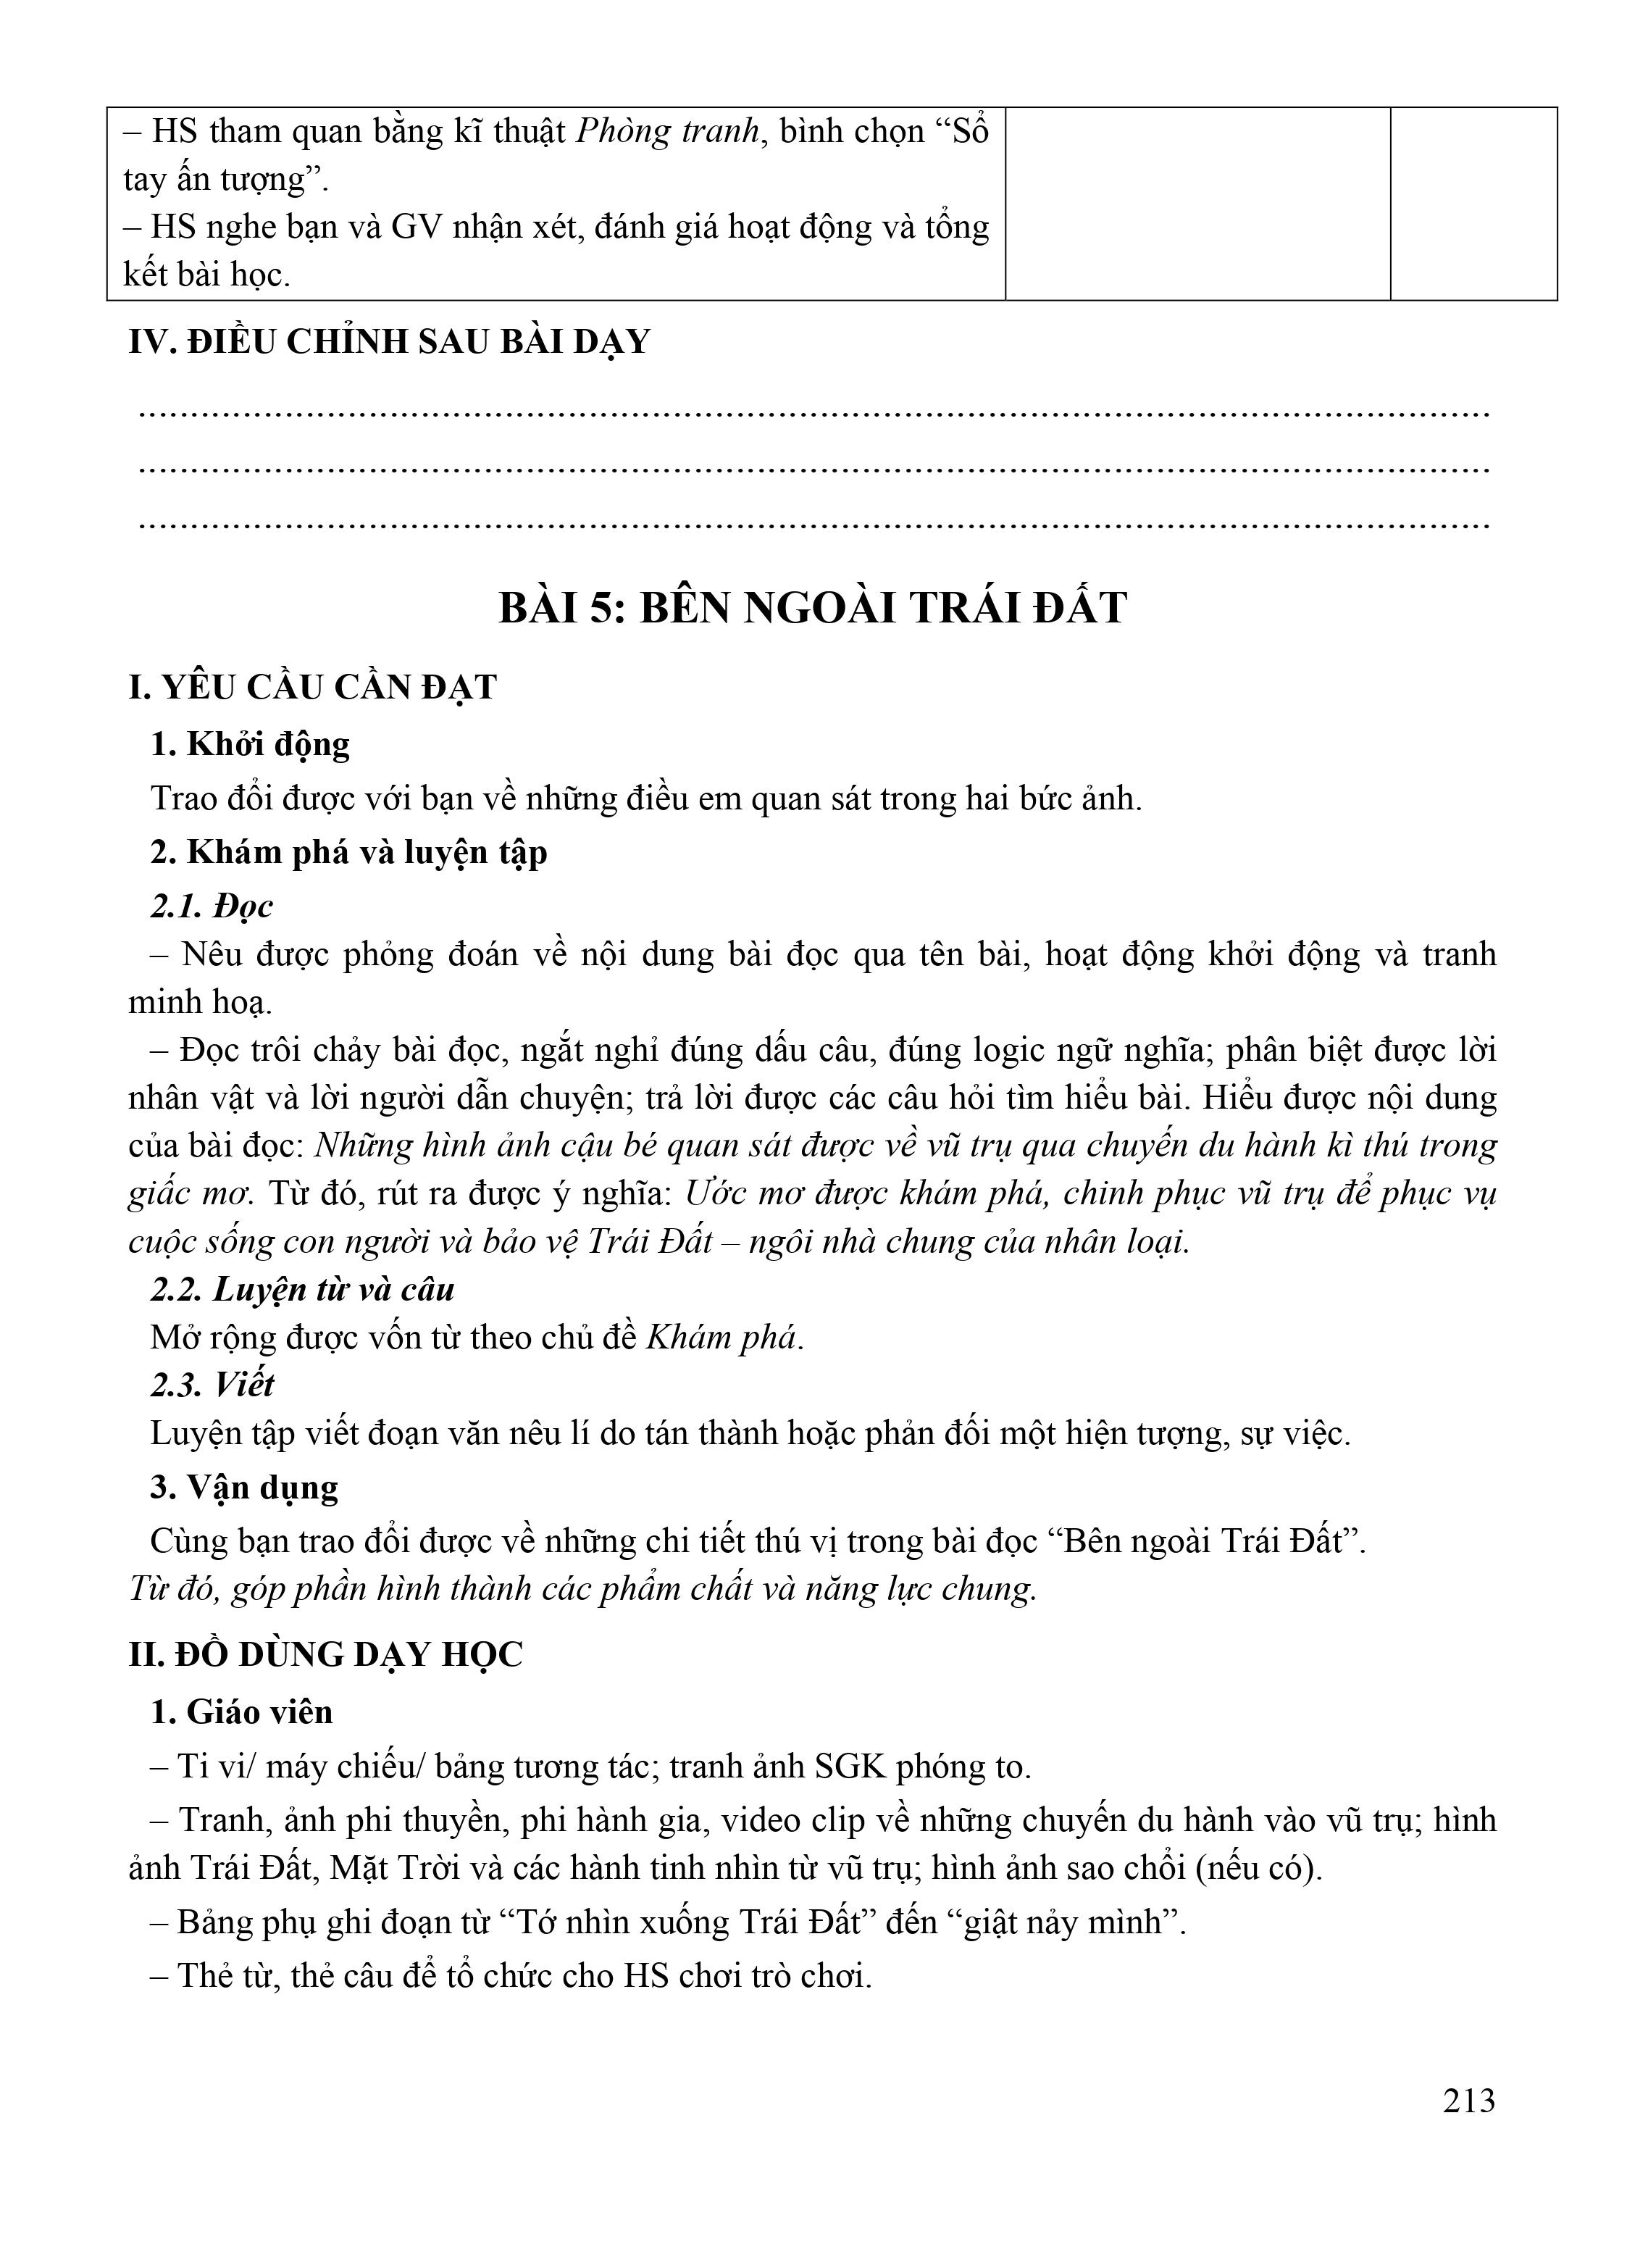 – HS tham quan bằng kĩ thuật Phòng tranh, bình chọn “Sổ
tay ấn tượng”.
– HS nghe bạn và GV nhận xét, đánh giá hoạt động và tổng
kết bài học.
IV. ĐIỀU CHỈNH SAU BÀI DẠY
....................................................................................................................................
....................................................................................................................................
....................................................................................................................................
BÀI 5: BÊN NGOÀI TRÁI ĐẤT
I. YÊU CẦU CẦN ĐẠT
1. Khởi động
Trao đổi được với bạn về những điều em quan sát trong hai bức ảnh.
2. Khám phá và luyện tập
2.1. Đọc
– Nêu được phỏng đoán về nội dung bài đọc qua tên bài, hoạt động khởi động và tranh
minh hoạ.
– Đọc trôi chảy bài đọc, ngắt nghỉ đúng dấu câu, đúng logic ngữ nghĩa; phân biệt được lời
nhân vật và lời người dẫn chuyện; trả lời được các câu hỏi tìm hiểu bài. Hiểu được nội dung
của bài đọc: Những hình ảnh cậu bé quan sát được về vũ trụ qua chuyến du hành kì thú trong
giấc mơ. Từ đó, rút ra được ý nghĩa: Ước mơ được khám phá, chinh phục vũ trụ để phục vụ
cuộc sống con người và bảo vệ Trái Đất – ngôi nhà chung của nhân loại.
2.2. Luyện từ và câu
Mở rộng được vốn từ theo chủ đề Khám phá.
2.3. Viết
Luyện tập viết đoạn văn nêu lí do tán thành hoặc phản đối một hiện tượng, sự việc.
3. Vận dụng
Cùng bạn trao đổi được về những chi tiết thú vị trong bài đọc “Bên ngoài Trái Đất”.
Từ đó, góp phần hình thành các phẩm chất và năng lực chung.
II. ĐỒ DÙNG DẠY HỌC
1. Giáo viên
– Ti vi/ máy chiếu/ bảng tương tác; tranh ảnh SGK phóng to.
– Tranh, ảnh phi thuyền, phi hành gia, video clip về những chuyến du hành vào vũ trụ; hình
ảnh Trái Đất, Mặt Trời và các hành tinh nhìn từ vũ trụ; hình ảnh sao chổi (nếu có).
– Bảng phụ ghi đoạn từ “Tớ nhìn xuống Trái Đất” đến “giật nảy mình”.
– Thẻ từ, thẻ câu để tổ chức cho HS chơi trò chơi.
213